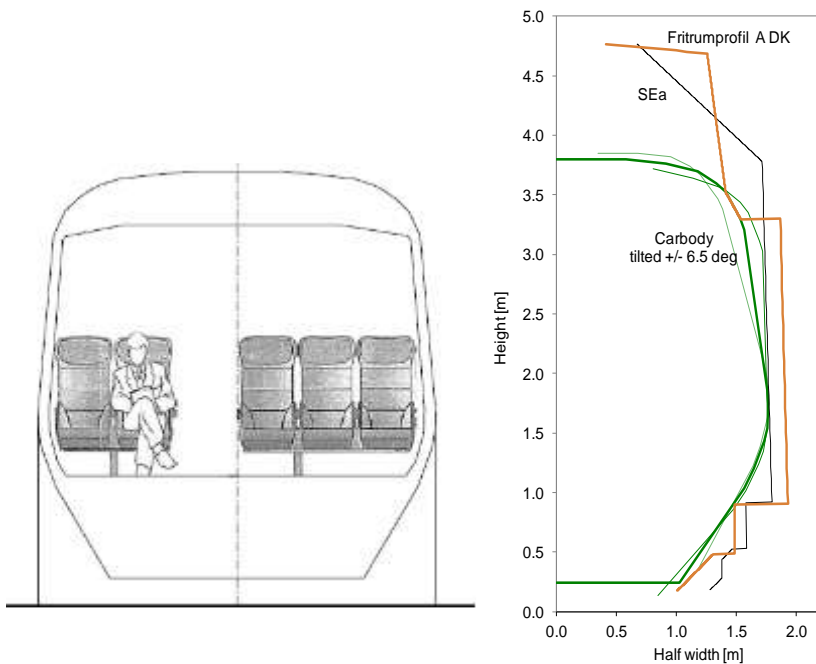 5.0
Fritrumprofil A DK
4.5
SEa
4.0
3.5
Carbody
tilted +/- 6.5 deg
3.0
Height [m]
2.5
2.0
1.5
1.0
0.5
0.0
0.0 0.5 1.0 1.5 2.0
Half width [m]